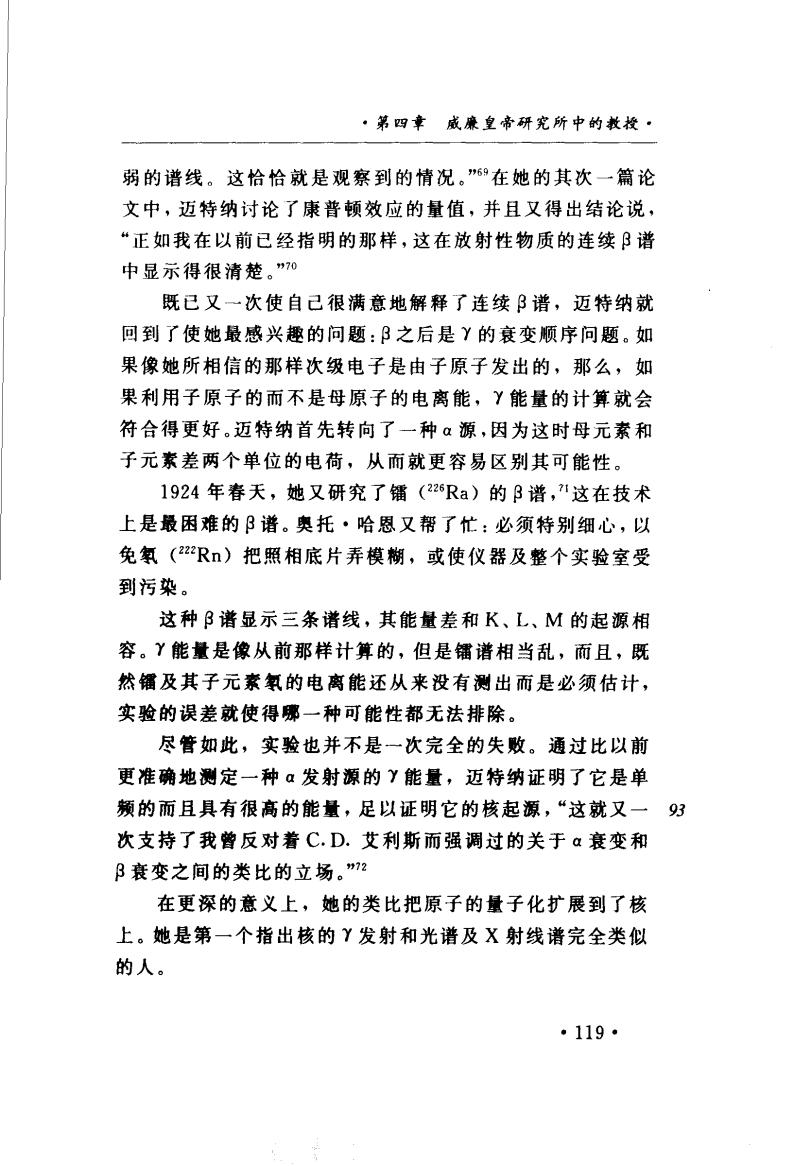 ·第四章　威廉皇帝研究所中的教授·
弱的谱线。这恰恰就是观察到的情况。”69在她的其次一篇论
文中，迈特纳讨论了康普顿效应的量值，并且又得出结论说，
“正如我在以前已经指明的那样，这在放射性物质的连续β谱
中显示得很清楚。”70
既已又一次使自己很满意地解释了连续β谱，迈特纳就
回到了使她最感兴趣的问题：β之后是γ的衰变顺序问题。如
果像她所相信的那样次级电子是由子原子发出的，那么，如
果利用子原子的而不是母原子的电离能，γ能量的计算就会
符合得更好。迈特纳首先转向了一种α源，因为这时母元素和
子元素差两个单位的电荷，从而就更容易区别其可能性。
1924年春天，她又研究了镭（226Ra）的β谱，71这在技术
上是最困难的β谱。奥托·哈恩又帮了忙：必须特别细心，以
免氡（222Rn）把照相底片弄模糊，或使仪器及整个实验室受
到污染。
这种β谱显示三条谱线，其能量差和K、L、M的起源相
容。γ能量是像从前那样计算的，但是镭谱相当乱，而且，既
然镭及其子元素氡的电离能还从来没有测出而是必须估计，
实验的误差就使得哪一种可能性都无法排除。
尽管如此，实验也并不是一次完全的失败。通过比以前
更准确地测定一种α发射源的γ能量，迈特纳证明了它是单
频的而且具有很高的能量，足以证明它的核起源，“这就又一 93
次支持了我曾反对着C.D.艾利斯而强调过的关于α衰变和
β衰变之间的类比的立场。”72
在更深的意义上，她的类比把原子的量子化扩展到了核
上。她是第一个指出核的γ发射和光谱及X射线谱完全类似
的人。
·119·